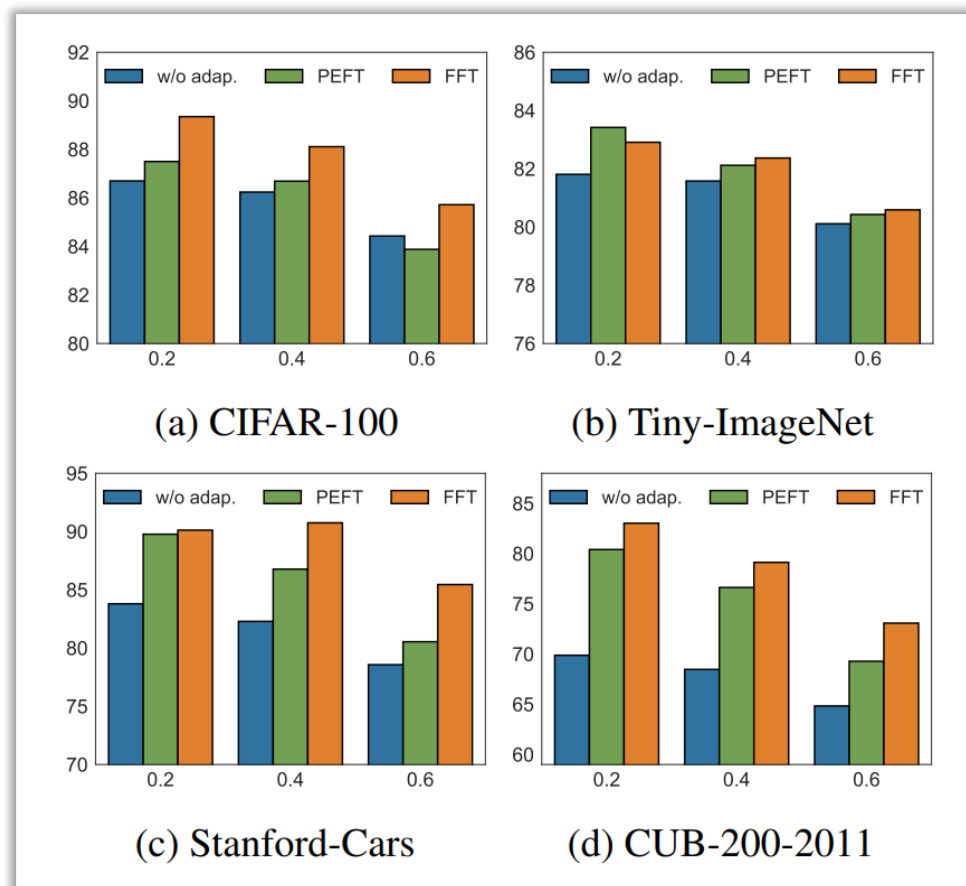 92
90
88
86
84
82
80
w/o adap. PEFT FFT
0.2 0.4 0.6
(a) CIFAR-100
86
84
82
80
78
76
w/o adap. PEFT FFT
0.2 0.4 0.6
(b) Tiny-ImageNet
95
90
85
80
75
70
w/o adap. PEFT FFT
0.2 0.4 0.6
(c) Stanford-Cars
85
80
75
70
65
60
w/o adap. PEFT FFT
0.2 0.4 0.6
(d) CUB-200-2011